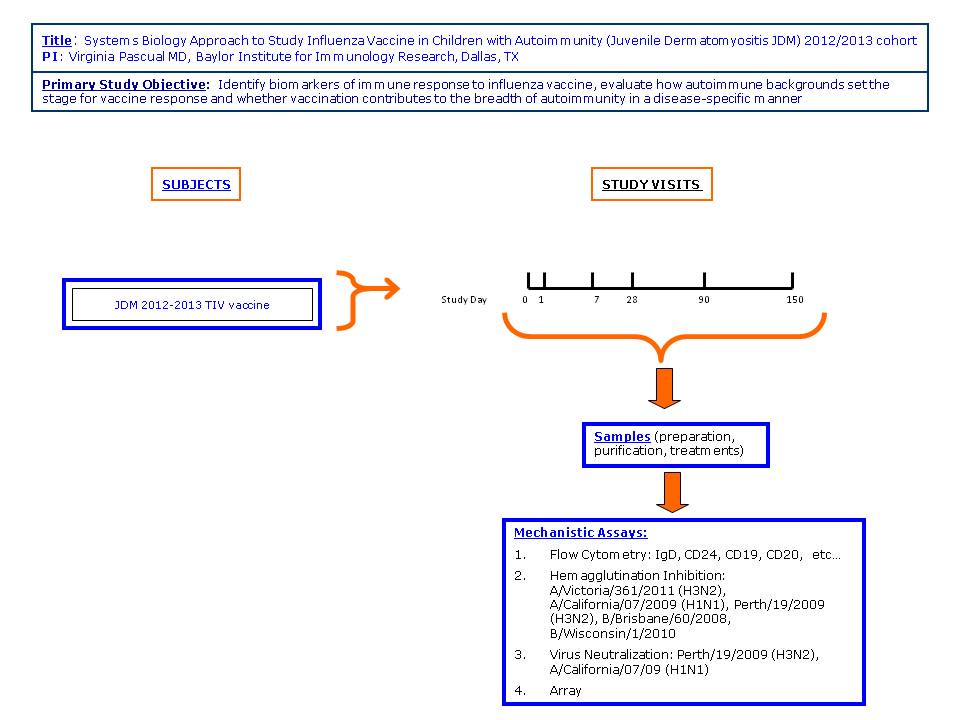 Title: Systems Biology Approach to Study Influenza Vaccine in Children with Autoimmunity (Juvenile Dermatomyositis JDM) 2012/2013 cohort
PI: Virginia Pascual MD, Baylor Institute for Immunology Research, Dallas, TX
Primary Study Objective: Identify biomarkers of immune response to influenza vaccine, evaluate how autoimmune backgrounds set the
stage for vaccine response and whether vaccination contributes to the breadth of autoimmunity in a disease-specific manner
SUBJECTS
STUDY VISITS
JDM 2012-2013 TIV vaccine
Study Day 0 1 7 28 90 150
Samples (preparation,
purification, treatments)
Mechanistic Assays:
1. Flow Cytometry: IgD, CD24, CD19, CD20, etc...
2. Hemagglutination Inhibition:
A/Victoria/361/2011 (H3N2),
A/California/07/2009 (H1N1), Perth/19/2009
(H3N2), B/Brisbane/60/2008,
B/Wisconsin/1/2010
3. Virus Neutralization: Perth/19/2009 (H3N2),
A/California/07/09 (H1N1)
4. Array